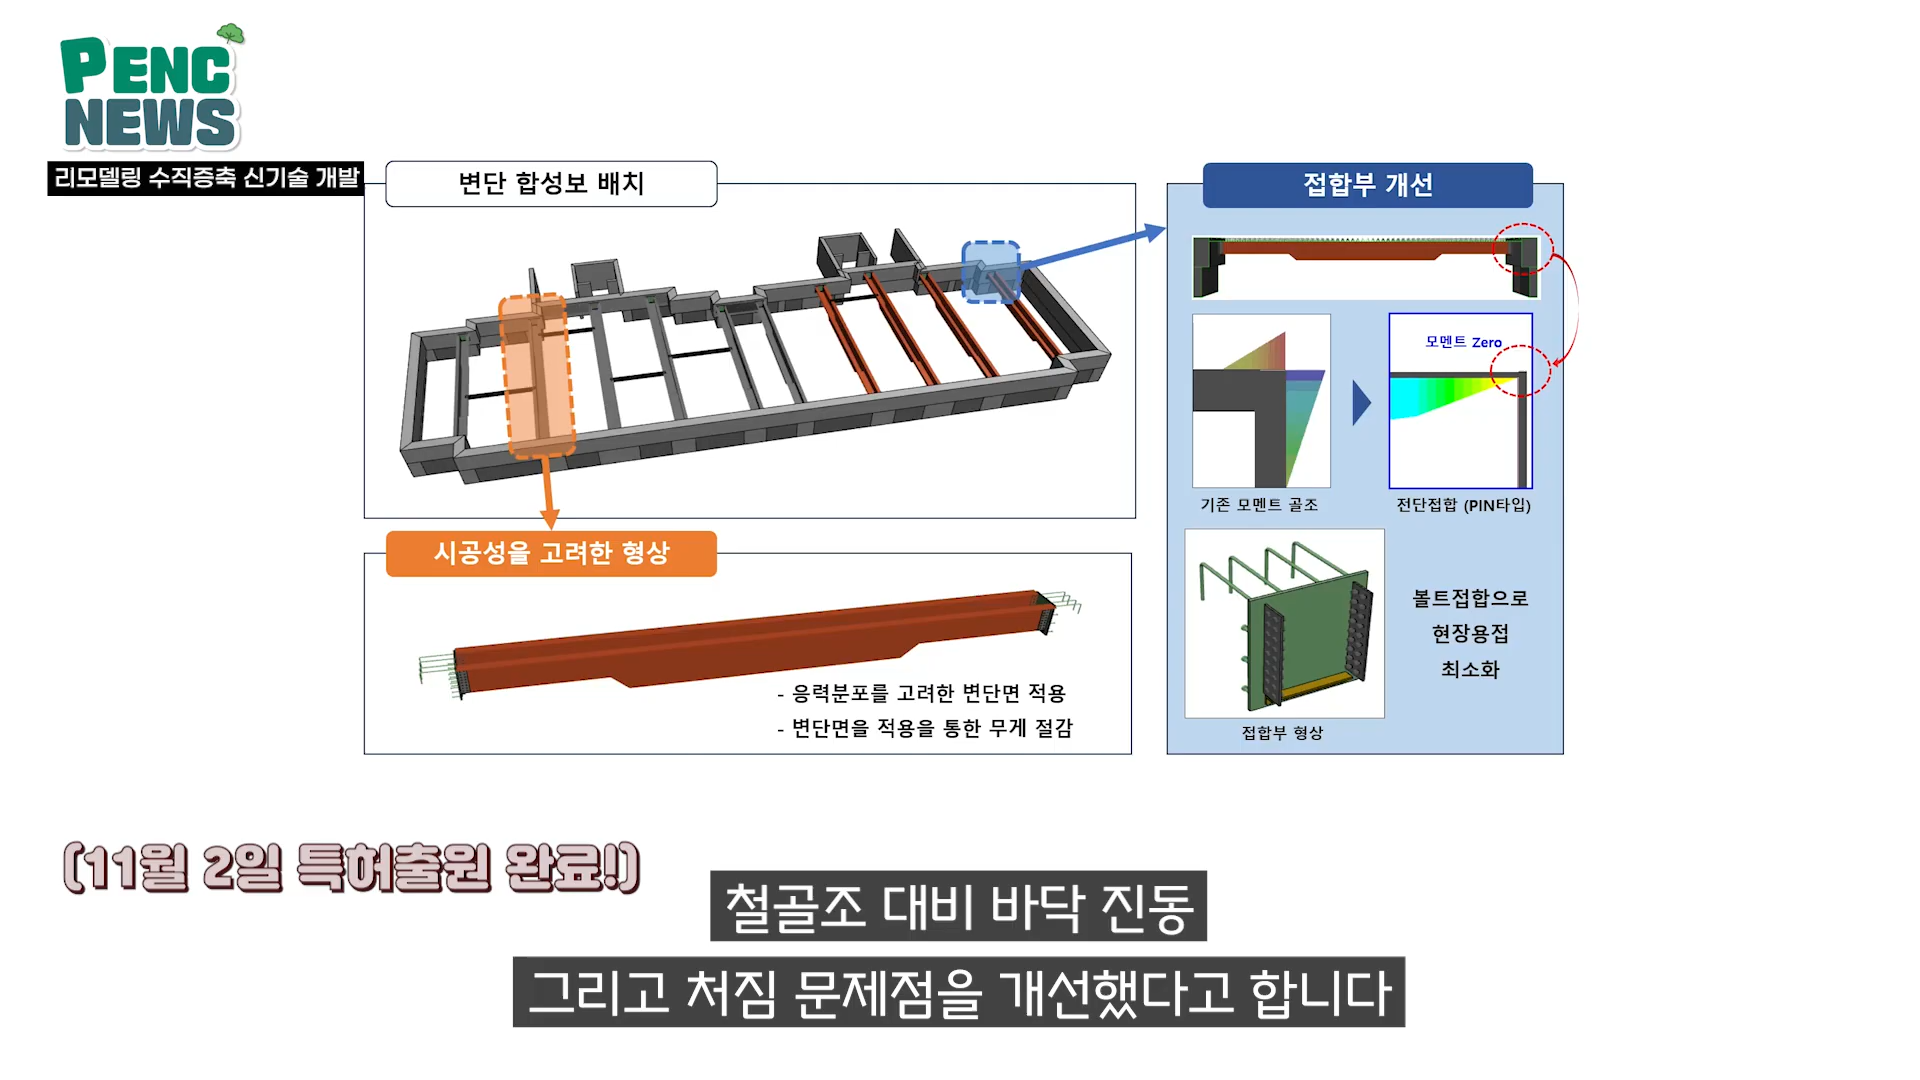 PENC
NEWS
리모델링 수직증축 신기술 개발
변단 합성보 배치
접합부 개선
모멘트 Zero
기존 모멘트 골조
전단접합 (PIN타입)
시공성을 고려한 형상
- 응력분포를 고려한 변단면 적용
- 변단면을 적용을 통한 무게 절감
볼트접합으로
현장용접
최소화
접합부 형상
(11월 2일 특허출원 완료!)
철골조 대비 바닥 진동
그리고 처짐 문제점을 개선했다고 합니다